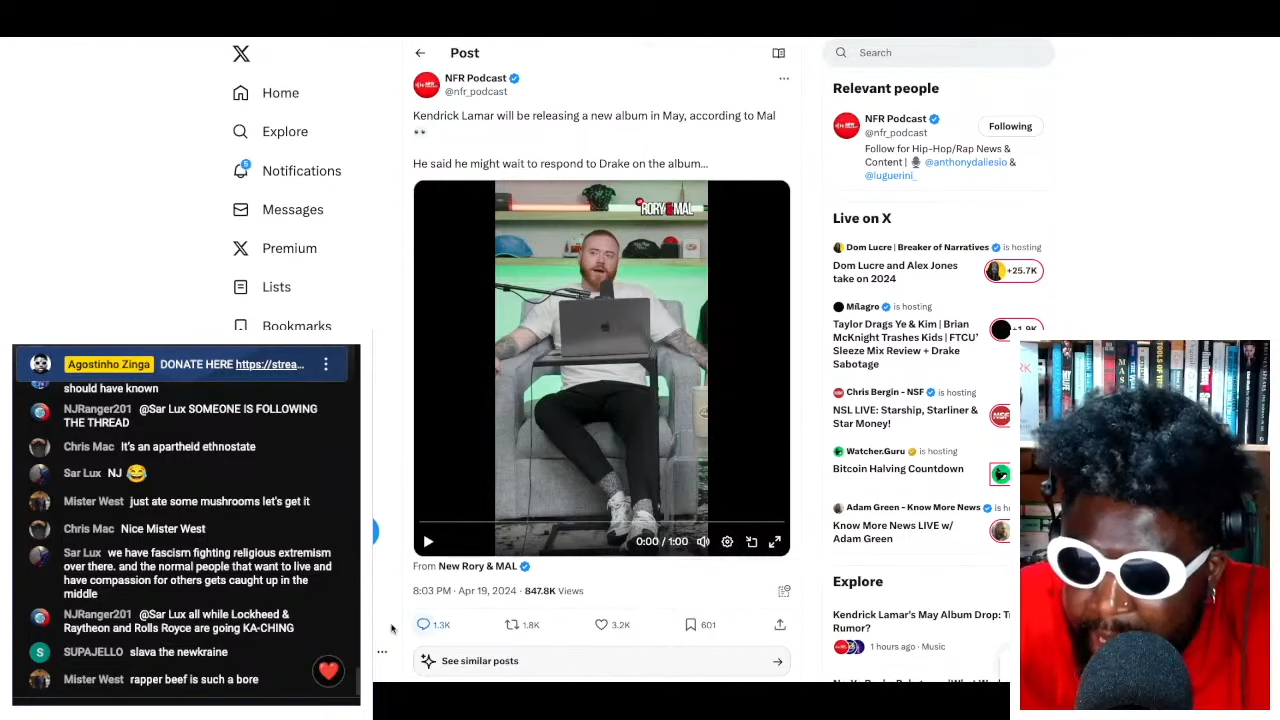 Home
Explore
5
Notifications
Messages
Premium
Lists
Bookmarks
Post
NFR Podcast
@nfr_podcast
Kendrick Lamar will be releasing a new album in May, according to Mal
👀
He said he might wait to respond to Drake on the album...
RORY & MAL
0:00 / 1:00
From New Rory & MAL
8:03 PM · Apr 19, 2024 · 847.8K Views
1.3K
1.8K
3.2K
601
See similar posts
Search
Relevant people
NFR Podcast
@nfr_podcast
Following
Follow for Hip-Hop/Rap News &
Content | 🎙️ @anthonydaliesio &
@luguerini_
Live on X
Dom Lucre | Breaker of Narratives is hosting
Dom Lucre and Alex Jones
take on 2024
+25.7K
Milagro is hosting
Taylor Drags Ye & Kim | Brian
McKnight Trashes Kids | FTCU'
Sleeze Mix Review + Drake
Sabotage
+1.9K
Chris Bergin - NSF is hosting
NSL LIVE: Starship, Starliner &
Star Money!
Watcher.Guru is hosting
Bitcoin Halving Countdown
Adam Green - Know More News is h
Know More News LIVE w/
Adam Green
Explore
Kendrick Lamar's May Album Drop: T
Rumor?
1 hours ago · Music
Agostinho Zinga DONATE HERE https://strea...
should have known
NJRanger201 @Sar Lux SOMEONE IS FOLLOWING
THE THREAD
Chris Mac It's an apartheid ethnostate
Sar Lux NJ 😂
Mister West just ate some mushrooms let's get it
Chris Mac Nice Mister West
Sar Lux we have fascism fighting religious extremism
over there. and the normal people that want to live and
have compassion for others gets caught up in the
middle
NJRanger201 @Sar Lux all while Lockheed &
Raytheon and Rolls Royce are going KA-CHING
S
SUPAJELLO slava the newkraine
Mister West rapper beef is such a bore